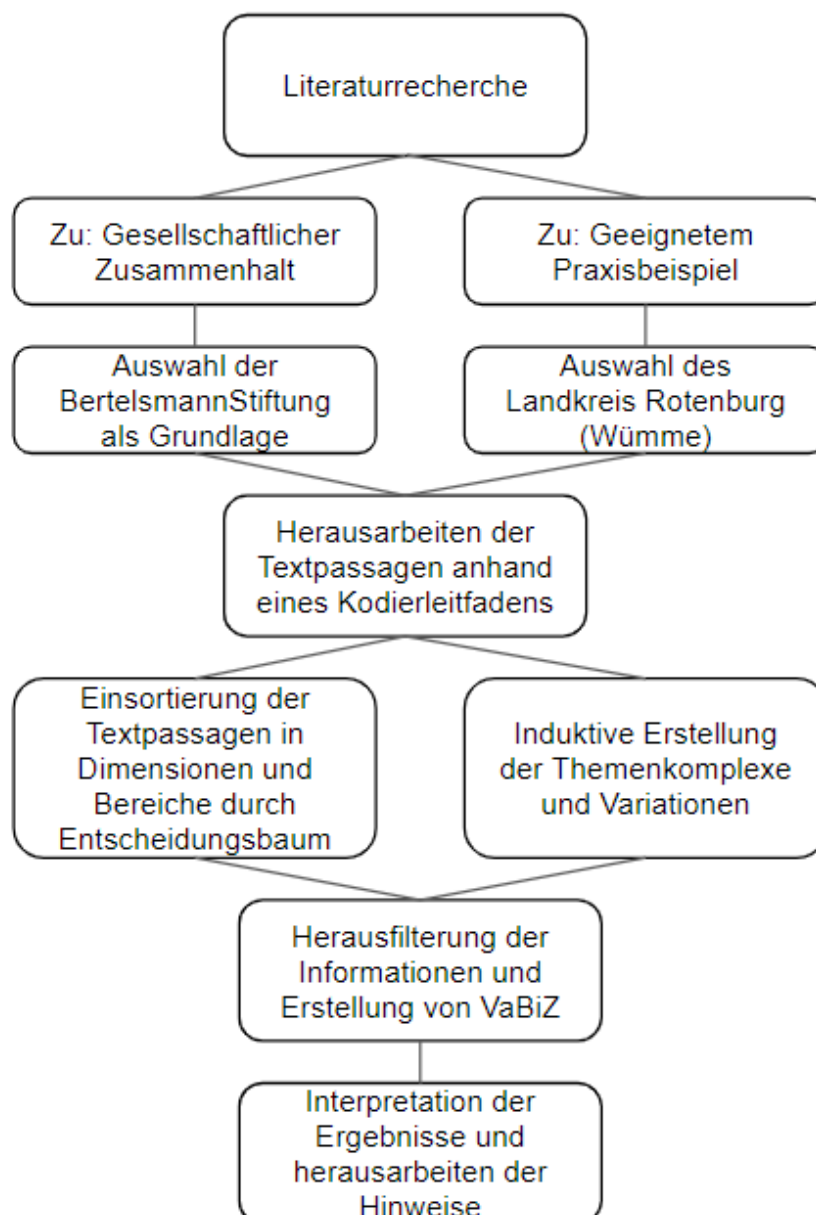 Literaturrecherche
Zu: Gesellschaftlicher
Zusammenhalt
Zu: Geeignetem
Praxisbeispiel
Auswahl der
BertelsmannStiftung
als Grundlage
Auswahl des
Landkreis Rotenburg
(Wümme)
Herausarbeiten der
Textpassagen anhand
eines Kodierleitfadens
Einsortierung der
Textpassagen in
Dimensionen und
Bereiche durch
Entscheidungsbaum
Induktive Erstellung
der Themenkomplexe
und Variationen
Herausfilterung der
Informationen und
Erstellung von VaBiZ
Interpretation der
Ergebnisse und
herausarbeiten der
Hinweise